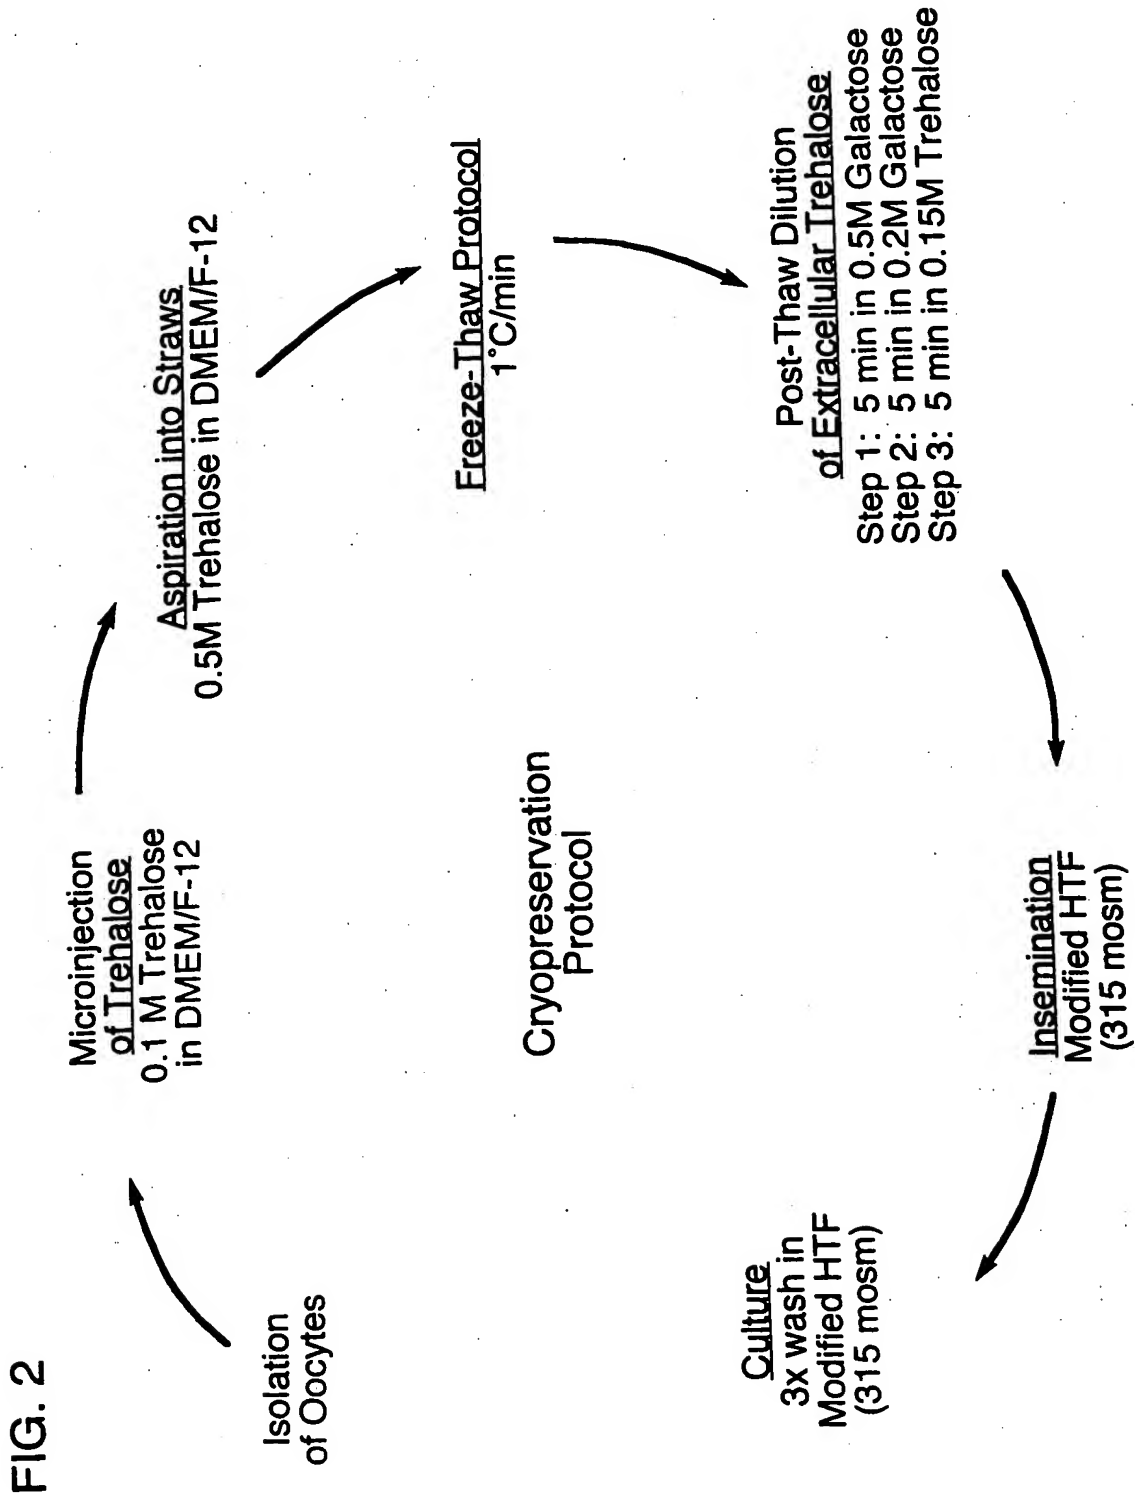 FIG. 2
Isolation
of Oocytes
Microinjection
of Trehalose
0.1 M Trehalose
in DMEM/F-12
Aspiration into Straws
0.5M Trehalose in DMEM/F-12
Freeze-Thaw Protocol
1°C/min
Post-Thaw Dilution
of Extracellular Trehalose
Step 1: 5 min in 0.5M Galactose
Step 2: 5 min in 0.2M Galactose
Step 3: 5 min in 0.15M Trehalose
Insemination
Modified HTF
(315 mosm)
Culture
3x wash in
Modified HTF
(315 mosm)
Cryopreservation
Protocol